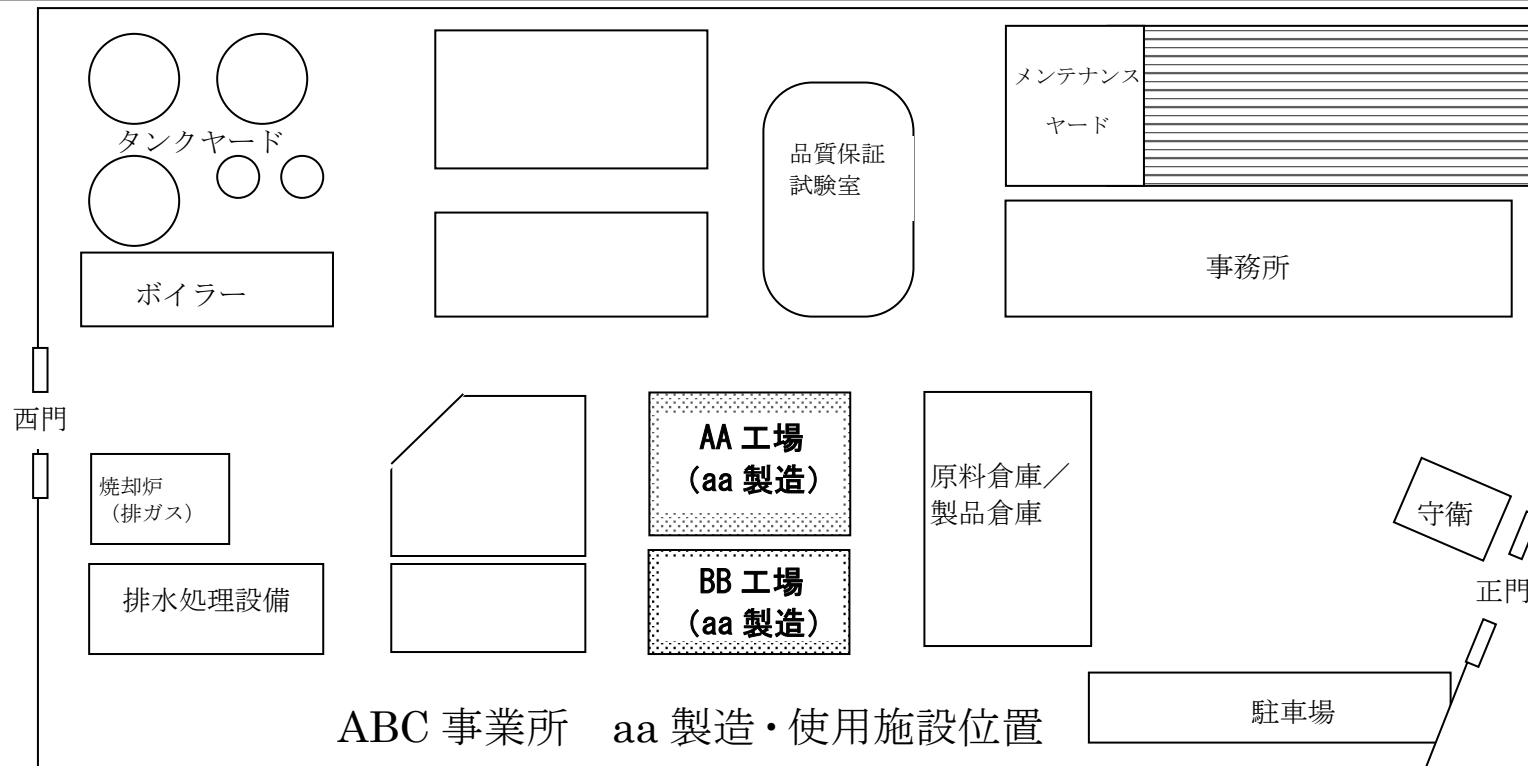 タンクヤード
ボイラー
品質保証
試験室
メンテナンス
ヤード
事務所
西門
焼却炉
（排ガス）
排水処理設備
AA 工場
（aa 製造）
BB 工場
（aa 製造）
原料倉庫／
製品倉庫
守衛
正門
駐車場
ABC 事業所　aa 製造・使用施設位置